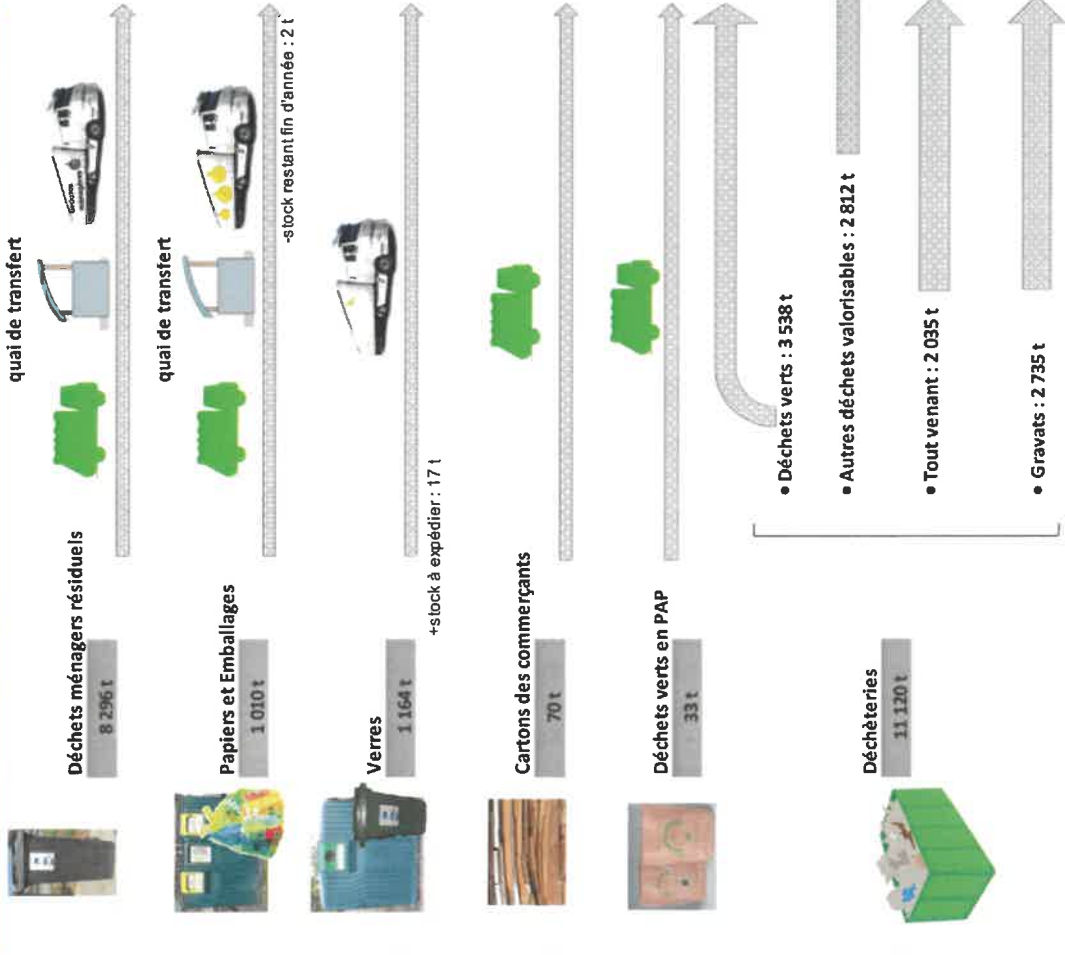 quai de transfert
Déchets ménagers résiduels
8 296 t
quai de transfert
Papiers et Emballages
1 010 t
-stock restant fin d'année : 2 t
Verres
1 164 t
+stock à expédier : 17 t
Cartons des commerçants
70 t
Déchets verts en PAP
33 t
Déchèteries
11 120 t
• Déchets verts : 3 538 t
• Autres déchets valorisables : 2 812 t
• Tout venant : 2 035 t
• Gravats : 2 735 t